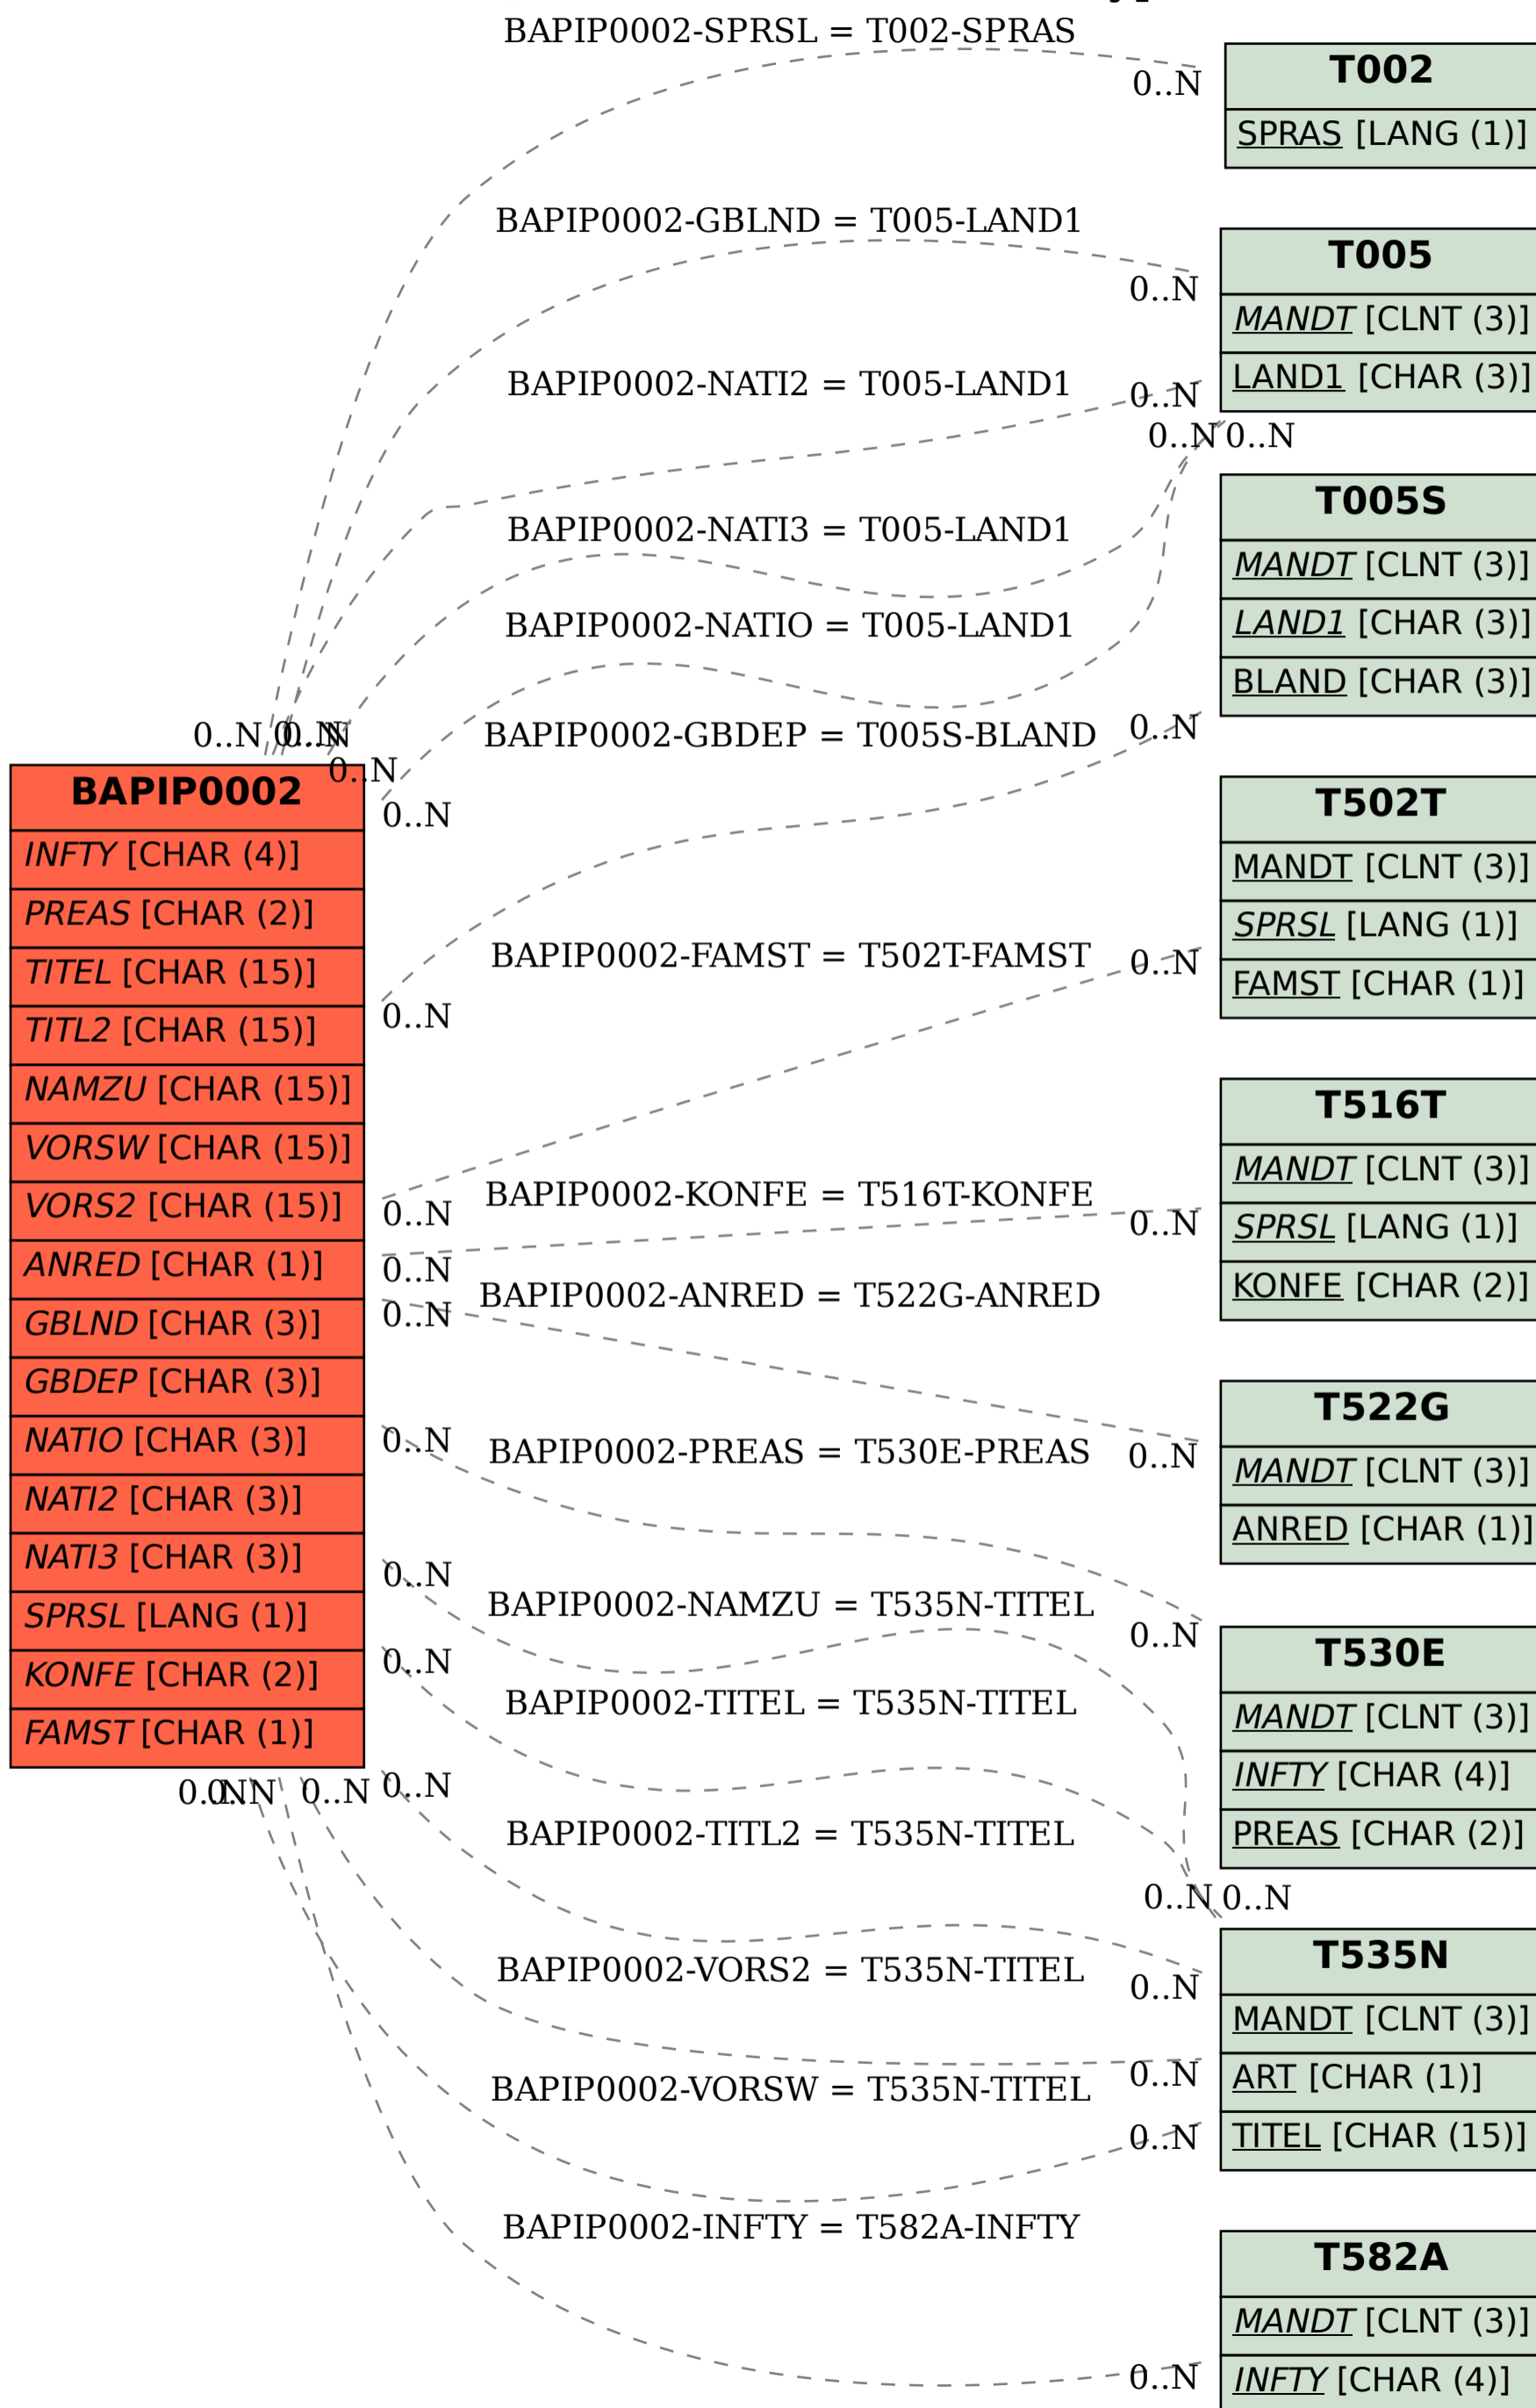 BAPIP0002-SPRSL = T002-SPRAS
0..N
T002
SPRAS [LANG (1)]
BAPIP0002-GBLND = T005-LAND1
0..N
T005
MANDT [CLNT (3)]
LAND1 [CHAR (3)]
BAPIP0002-NATI2 = T005-LAND1
0..N
0..N
0..N
T005S
MANDT [CLNT (3)]
LAND1 [CHAR (3)]
BLAND [CHAR (3)]
BAPIP0002-NATI3 = T005-LAND1
BAPIP0002-NATIO = T005-LAND1
BAPIP0002-GBDEP = T005S-BLAND
0..N
0..N
0..N
0..N
0..N
0..N
BAPIP0002
INFTY [CHAR (4)]
PREAS [CHAR (2)]
TITEL [CHAR (15)]
TITL2 [CHAR (15)]
NAMZU [CHAR (15)]
VORSW [CHAR (15)]
VORS2 [CHAR (15)]
ANRED [CHAR (1)]
GBLND [CHAR (3)]
GBDEP [CHAR (3)]
NATIO [CHAR (3)]
NATI2 [CHAR (3)]
NATI3 [CHAR (3)]
SPRSL [LANG (1)]
KONFE [CHAR (2)]
FAMST [CHAR (1)]
0..N
T502T
MANDT [CLNT (3)]
SPRSL [LANG (1)]
FAMST [CHAR (1)]
BAPIP0002-FAMST = T502T-FAMST
0..N
0..N
T516T
MANDT [CLNT (3)]
SPRSL [LANG (1)]
KONFE [CHAR (2)]
BAPIP0002-KONFE = T516T-KONFE
0..N
0..N
BAPIP0002-ANRED = T522G-ANRED
0..N
0..N
T522G
MANDT [CLNT (3)]
ANRED [CHAR (1)]
0..N
BAPIP0002-PREAS = T530E-PREAS
0..N
T530E
MANDT [CLNT (3)]
INFTY [CHAR (4)]
PREAS [CHAR (2)]
0..N
BAPIP0002-NAMZU = T535N-TITEL
0..N
BAPIP0002-TITEL = T535N-TITEL
0..N
0..N
0..N
0..N
0..N
BAPIP0002-TITL2 = T535N-TITEL
0..N
0..N
T535N
MANDT [CLNT (3)]
ART [CHAR (1)]
TITEL [CHAR (15)]
BAPIP0002-VORS2 = T535N-TITEL
0..N
0..N
BAPIP0002-VORSW = T535N-TITEL
0..N
BAPIP0002-INFTY = T582A-INFTY
0..N
T582A
MANDT [CLNT (3)]
INFTY [CHAR (4)]